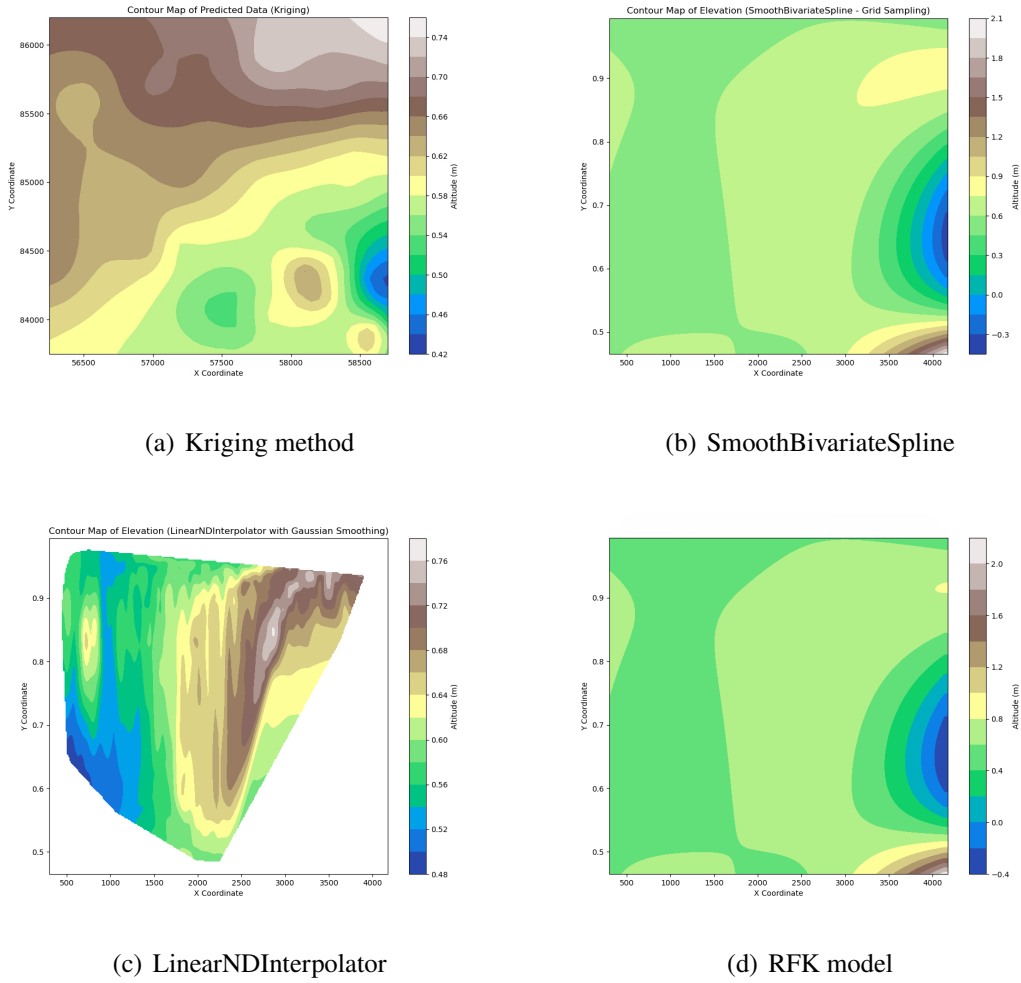 Contour Map of Predicted Data (Kriging)
86000
85500
85000
84500
84000
Y Coordinate
56500 57000 57500 58000 58500
X Coordinate
0.74
0.70
0.66
0.62
0.58
0.54
0.50
0.46
0.42
Altitude (m)
(a) Kriging method
Contour Map of Elevation (SmoothBivariateSpline - Grid Sampling)
0.9
0.8
0.7
0.6
0.5
Y Coordinate
500 1000 1500 2000 2500 3000 3500 4000
X Coordinate
2.1
1.8
1.5
1.2
0.9
0.6
0.3
0.0
−0.3
Altitude (m)
(b) SmoothBivariateSpline
Contour Map of Elevation (LinearNDInterpolator with Gaussian Smoothing)
0.9
0.8
0.7
0.6
0.5
Y Coordinate
500 1000 1500 2000 2500 3000 3500 4000
X Coordinate
0.76
0.72
0.68
0.64
0.60
0.56
0.52
0.48
Altitude (m)
(c) LinearNDInterpolator
0.9
0.8
0.7
0.6
0.5
Y Coordinate
500 1000 1500 2000 2500 3000 3500 4000
X Coordinate
2.0
1.6
1.2
0.8
0.4
0.0
−0.4
Altitude (m)
(d) RFK model